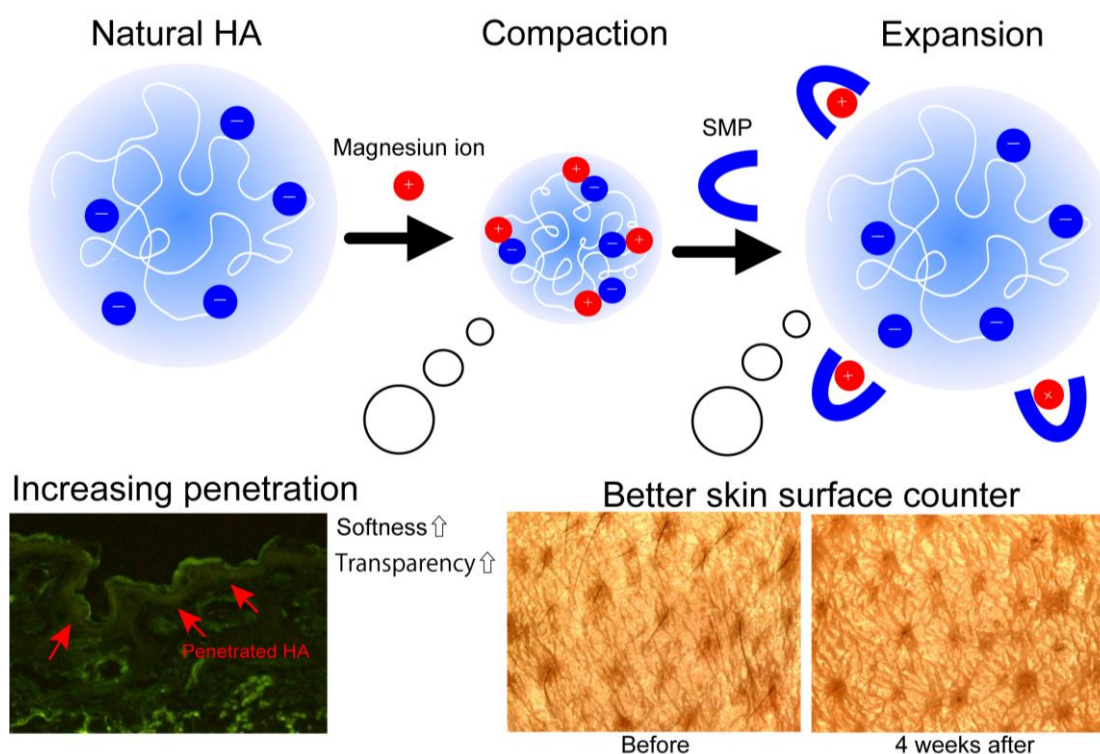 Natural HA
Compaction
Expansion
Magnesiun ion
SMP
Increasing penetration
Softness⇧
Transparency⇧
Penetrated HA
Better skin surface counter
Before
4 weeks after